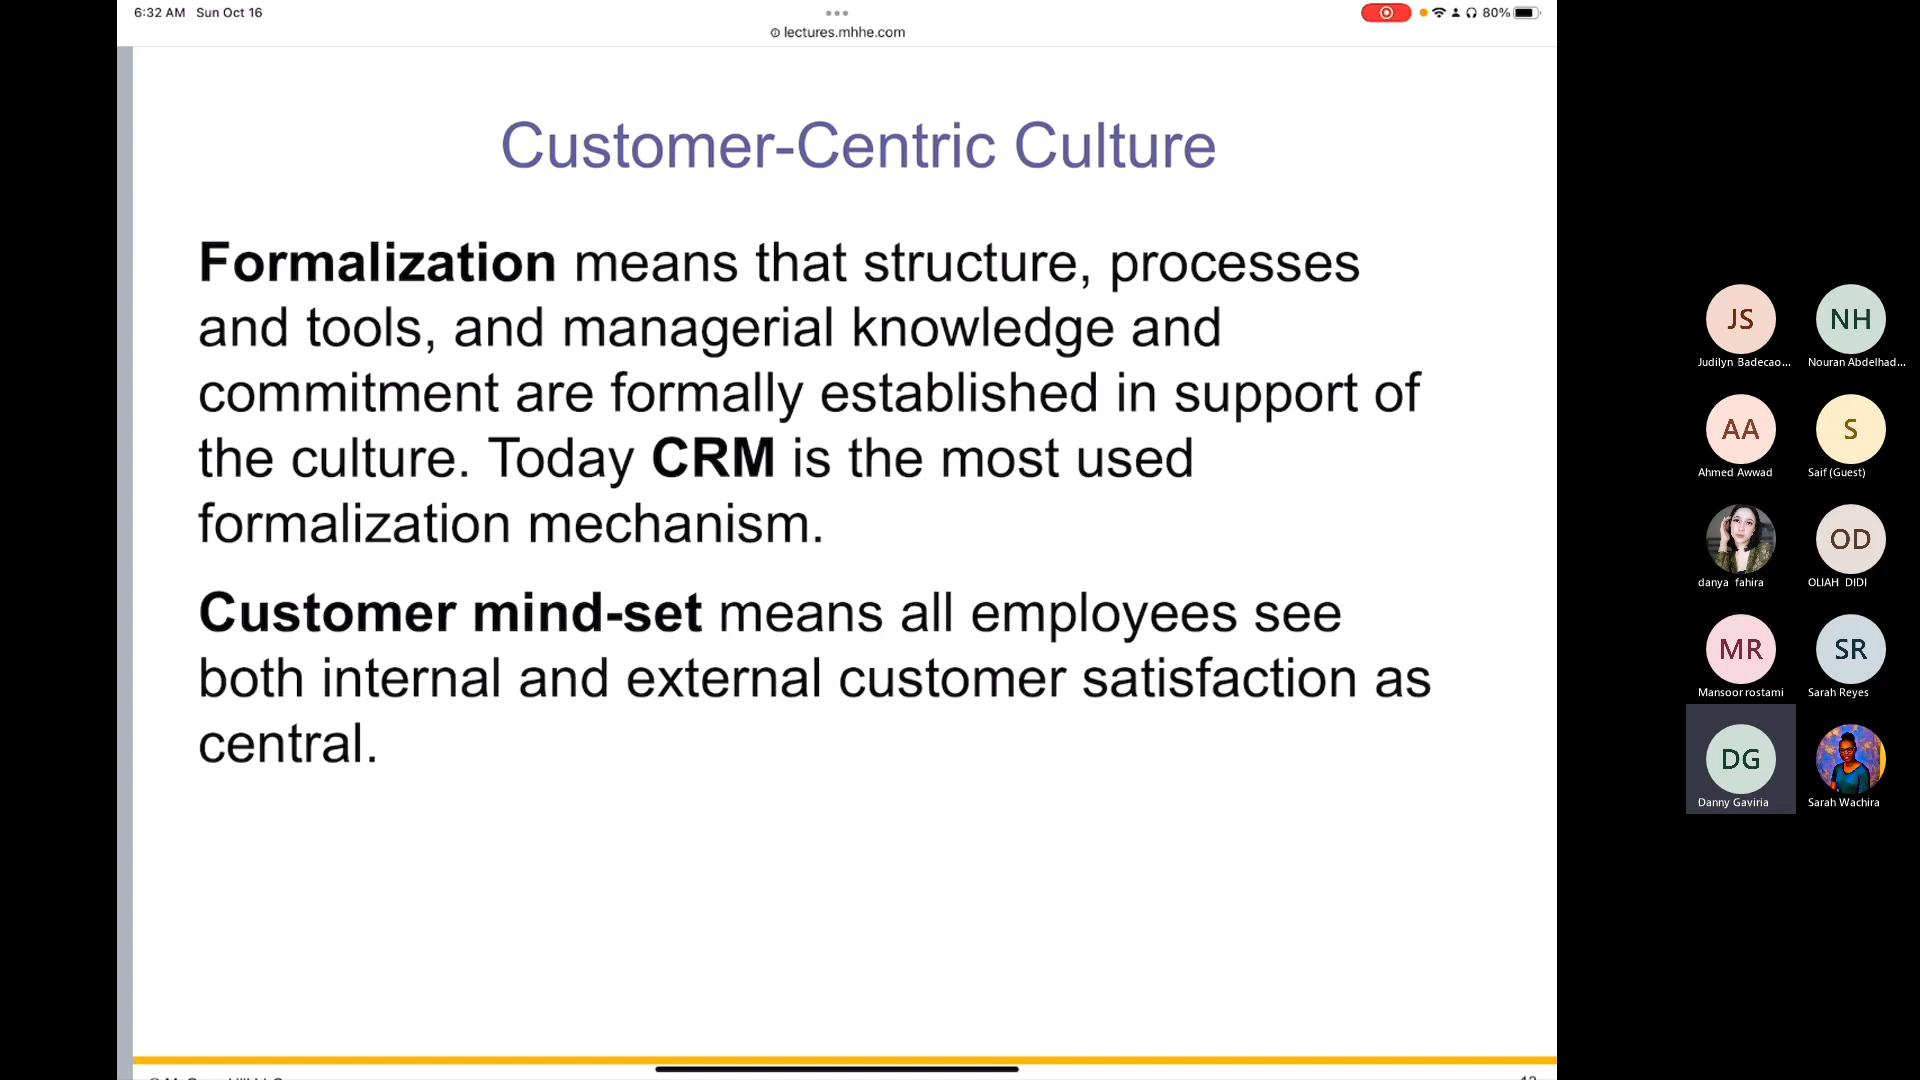 6:32 AM Sun Oct 16
80%
lectures.mhhe.com
Customer-Centric Culture
Formalization means that structure, processes
and tools, and managerial knowledge and
commitment are formally established in support of
the culture. Today CRM is the most used
formalization mechanism.
Customer mind-set means all employees see
both internal and external customer satisfaction as
central.
JS
NH
Judilyn Badecao...
Nouran Abdelhad...
AA
S
Ahmed Awwad
Saif (Guest)
OD
danya fahira
OLIAH DIDI
MR
SR
Mansoor rostami
Sarah Reyes
DG
Danny Gaviria
Sarah Wachira